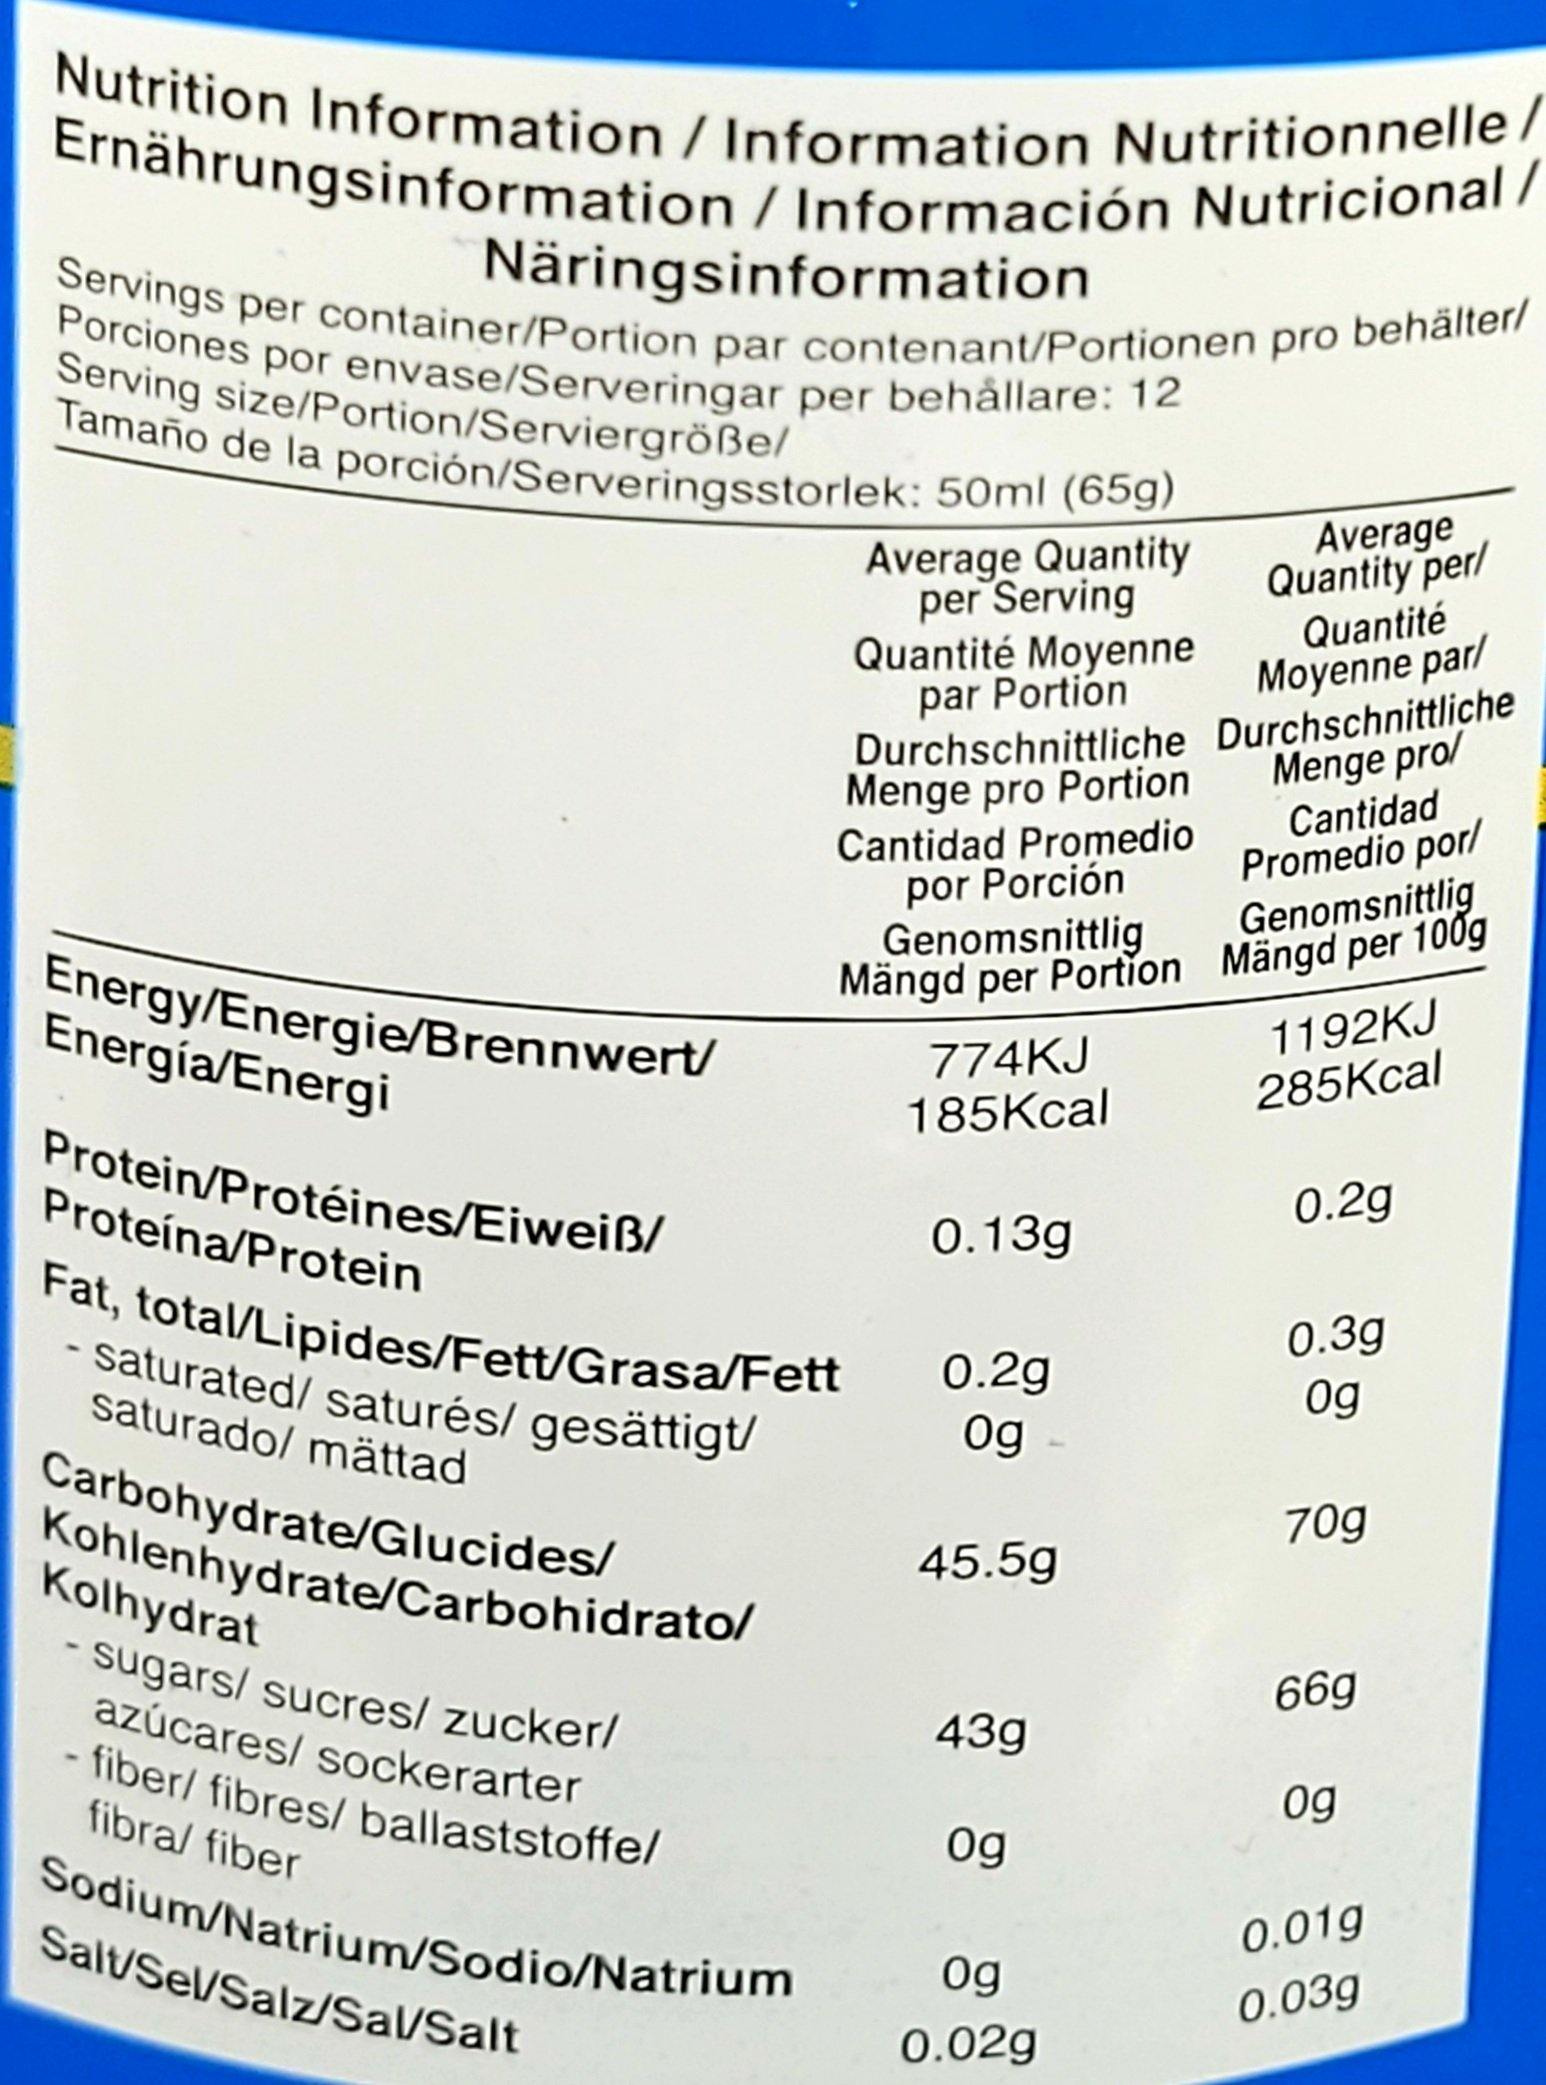 Nutrition Information / Information Nutritionnelle /
Ernährungsinformation / Información Nutricional /
Näringsinformation
Servings per container/Portion par contenant/Portionen pro behälter/
Porciones por envase/Serveringar per behållare: 12
Serving size/Portion/Serviergröße/
Tamaño de la porción/Serveringsstorlek: 50ml (65g)
Average Quantity
per Serving
Quantité Moyenne
par Portion
Durchschnittliche
Menge pro Portion
Cantidad Promedio
por Porción
Genomsnittlig
Mängd per Portion
Average
Quantity per/
Quantité
Moyenne par/
Durchschnittliche
Menge pro/
Cantidad
Promedio por/
Genomsnittlig
Mängd per 100g
Energy/Energie/Brennwert/ 774KJ 1192KJ
Energía/Energi 185Kcal 285Kcal
Protein/Protéines/Eiweiß/ 0.13g 0.2g
Proteína/Protein
Fat, total/Lipides/Fett/Grasa/Fett 0.2g 0.3g
- saturated/ saturés/ gesättigt/ 0g 0g
saturado/ mättad
Carbohydrate/Glucides/ 45.5g 70g
Kohlenhydrate/Carbohidrato/
Kolhydrat
- sugars/ sucres/ zucker/ 43g 66g
azúcares/ sockerarter
- fiber/ fibres/ ballaststoffe/ 0g 0g
fibra/ fiber
Sodium/Natrium/Sodio/Natrium 0g 0.01g
Salt/Sel/Salz/Sal/Salt 0.02g 0.03g